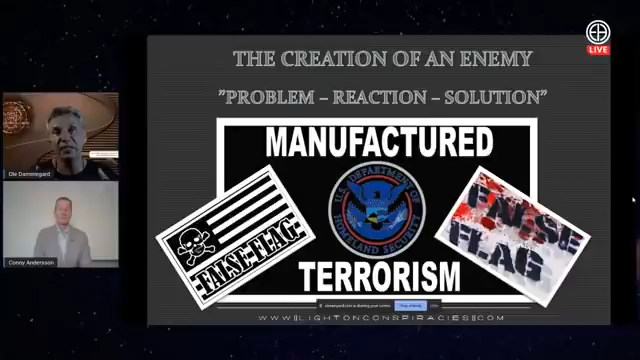 LIVE
THE CREATION OF AN ENEMY
"PROBLEM – REACTION – SOLUTION"
MANUFACTURED
U.S. DEPARTMENT OF
HOMELAND SECURITY
FALSE-FLAG
FALSE
FLAG
TERRORISM
Ole Dammegard
Conny Andersson
WWW||LIGHTONCONSPIRACIES||COM